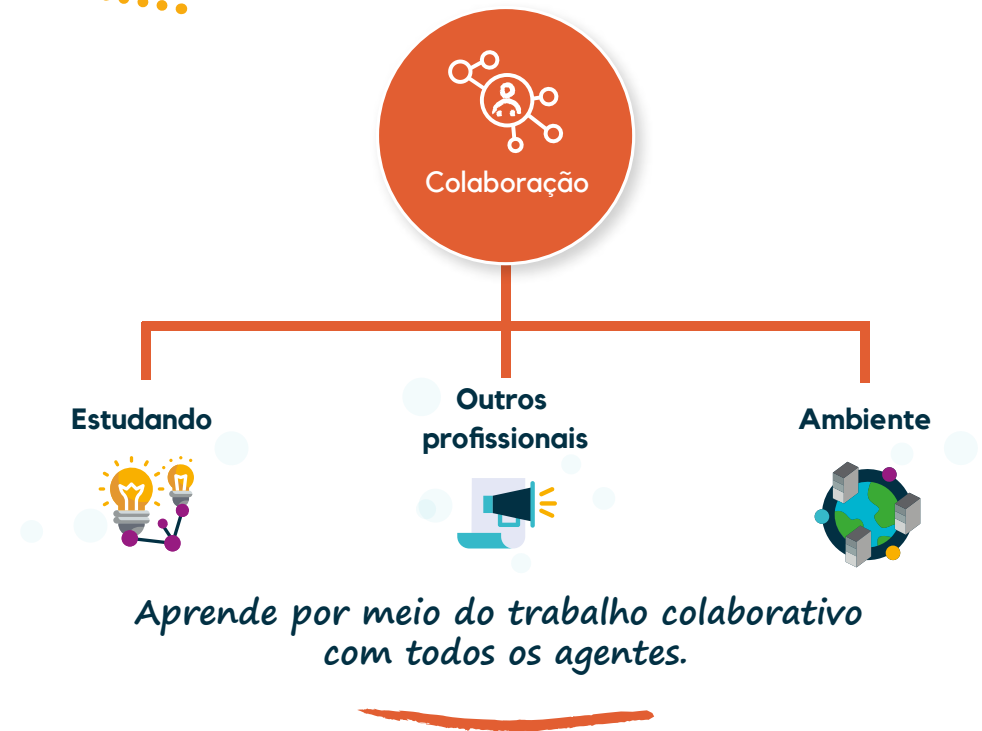 Colaboração
Estudando
Outros
profissionais
Ambiente
Aprende por meio do trabalho colaborativo
com todos os agentes.